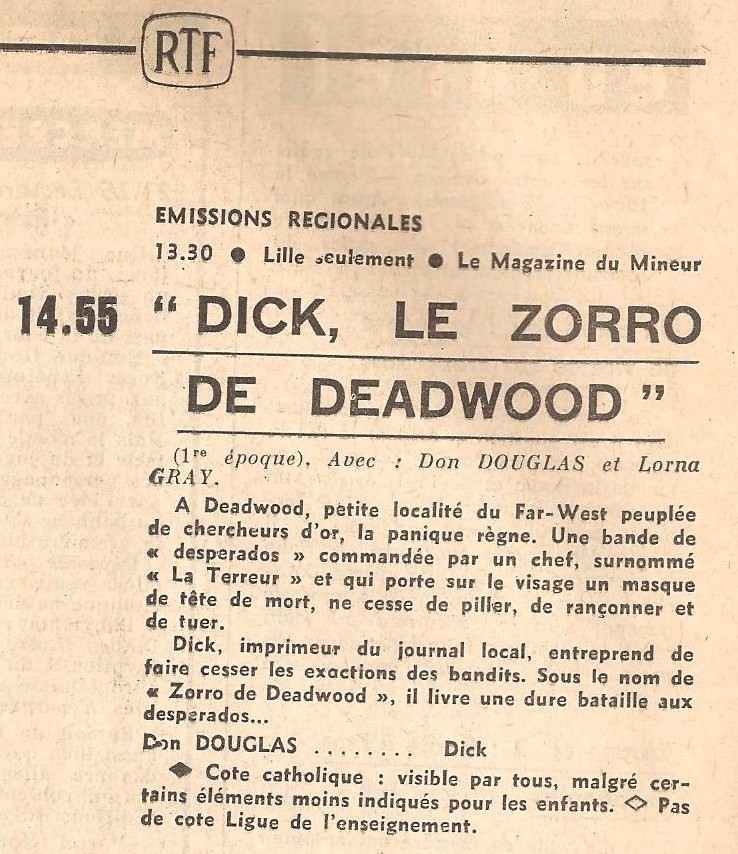 RTF
EMISSIONS REGIONALES
13.30 ● Lille seulement ● Le Magazine du Mineur
14.55 “ DICK, LE ZORRO
DE DEADWOOD ”
(1re époque). Avec : Don DOUGLAS et Lorna
GRAY.
A Deadwood, petite localité du Far-West peuplée
de chercheurs d'or, la panique règne. Une bande de
« desperados » commandée par un chef, surnommé
« La Terreur » et qui porte sur le visage un masque
de tête de mort, ne cesse de piller, de rançonner et
de tuer.
Dick, imprimeur du journal local, entreprend de
faire cesser les exactions des bandits. Sous le nom de
« Zorro de Deadwood », il livre une dure bataille aux
desperados...
Don DOUGLAS ........ Dick
◆ Cote catholique : visible par tous, malgré cer-
tains éléments moins indiqués pour les enfants. ◇ Pas
de cote Ligue de l'enseignement.